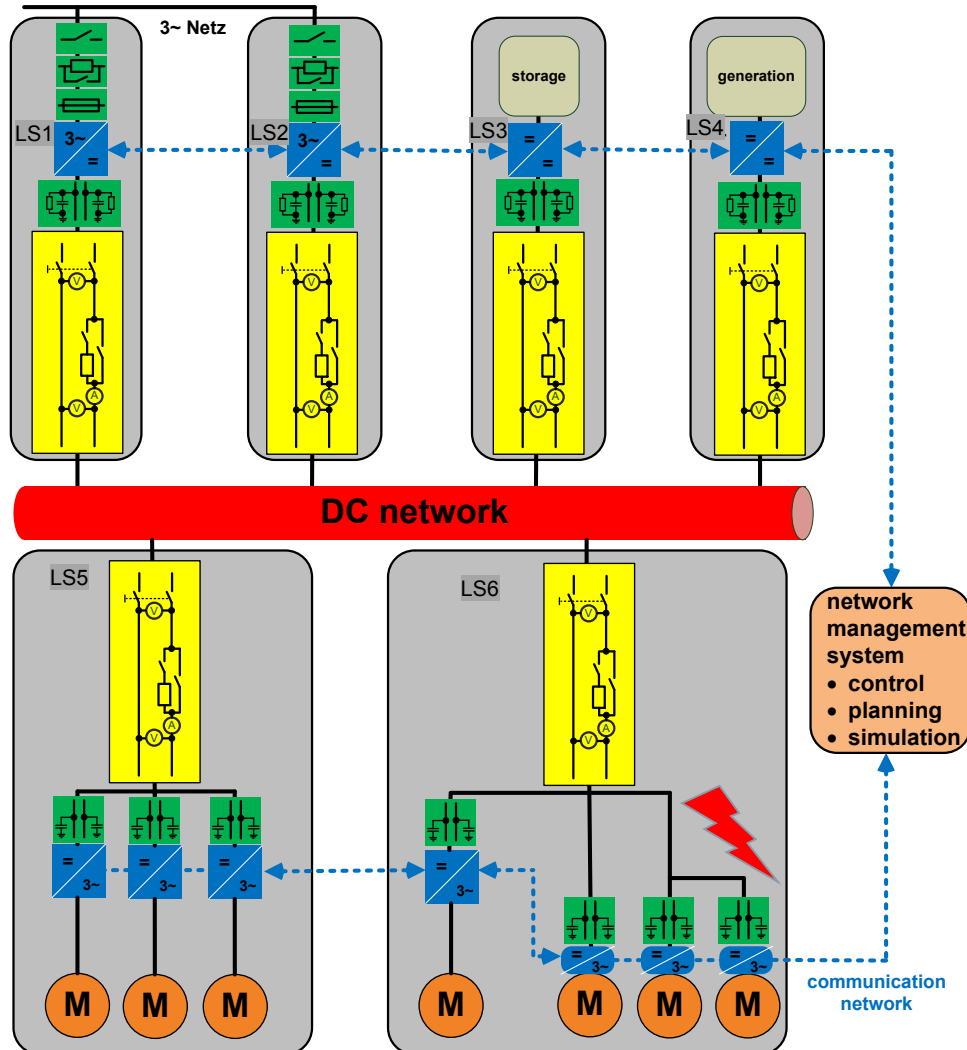 3~ Netz
storage
generation
LS1
LS2
LS3
LS4
3~
=
3~
=
=
=
=
=
V
V
V
V
A
A
A
A
V
V
V
V
DC network
LS5
LS6
V
V
A
A
V
V
network
management
system
• control
• planning
• simulation
=
3~
=
3~
=
3~
=
3~
=
3~
=
3~
=
3~
communication
network
M
M
M
M
M
M
M